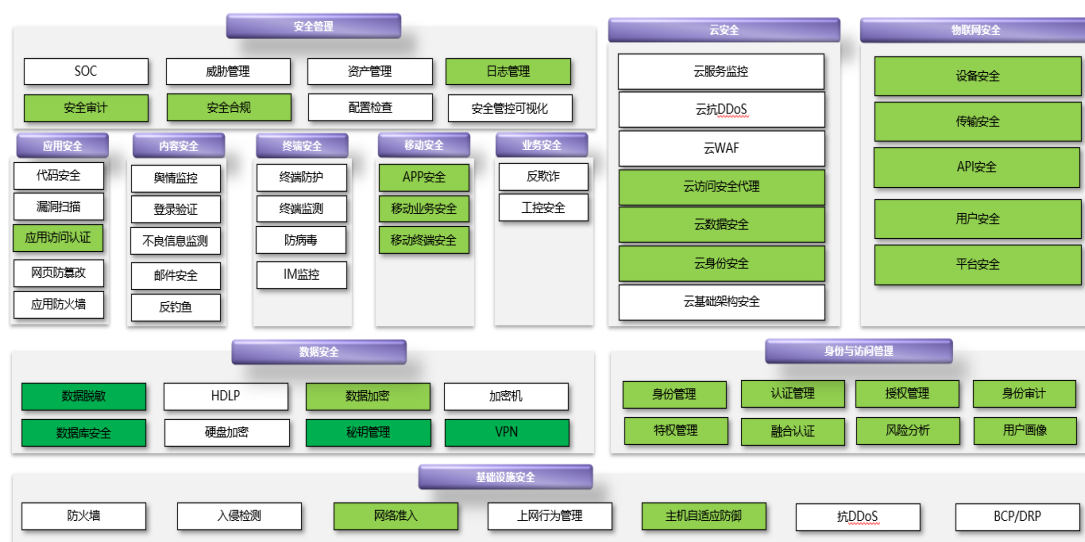 安全管理
SOC
威胁管理
资产管理
日志管理
安全审计
安全合规
配置检查
安全管控可视化
应用安全
代码安全
漏洞扫描
应用访问认证
网页防篡改
应用防火墙
内容安全
舆情监控
登录验证
不良信息监测
邮件安全
反钓鱼
终端安全
终端防护
终端监测
防病毒
IM监控
移动安全
APP安全
移动业务安全
移动终端安全
业务安全
反欺诈
工控安全
云安全
云服务监控
云抗DDoS
云WAF
云访问安全代理
云数据安全
云身份安全
云基础架构安全
物联网安全
设备安全
传输安全
API安全
用户安全
平台安全
数据安全
数据脱敏
HDLP
数据加密
加密机
数据库安全
硬盘加密
秘钥管理
VPN
身份与访问管理
身份管理
认证管理
授权管理
身份审计
特权管理
融合认证
风险分析
用户画像
基础设施安全
防火墙
入侵检测
网络准入
上网行为管理
主机自适应防御
抗DDoS
BCP/DRP